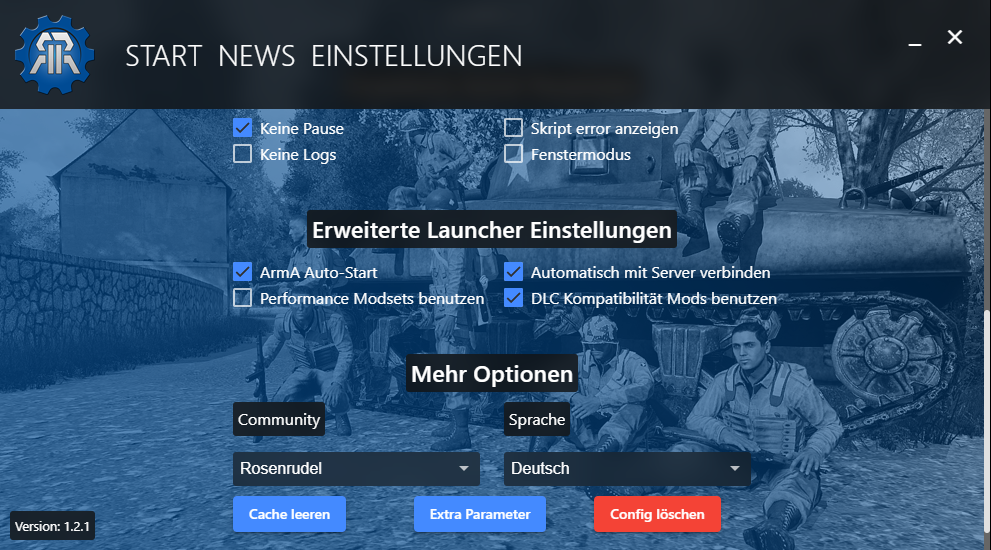 START NEWS EINSTELLUNGEN
Keine Pause
Skript error anzeigen
Keine Logs
Fenstermodus
Erweiterte Launcher Einstellungen
ArmA Auto-Start
Automatisch mit Server verbinden
Performance Modsets benutzen
DLC Kompatibilität Mods benutzen
Mehr Optionen
Community
Sprache
Rosenrudel
Deutsch
Cache leeren
Extra Parameter
Config löschen
Version: 1.2.1